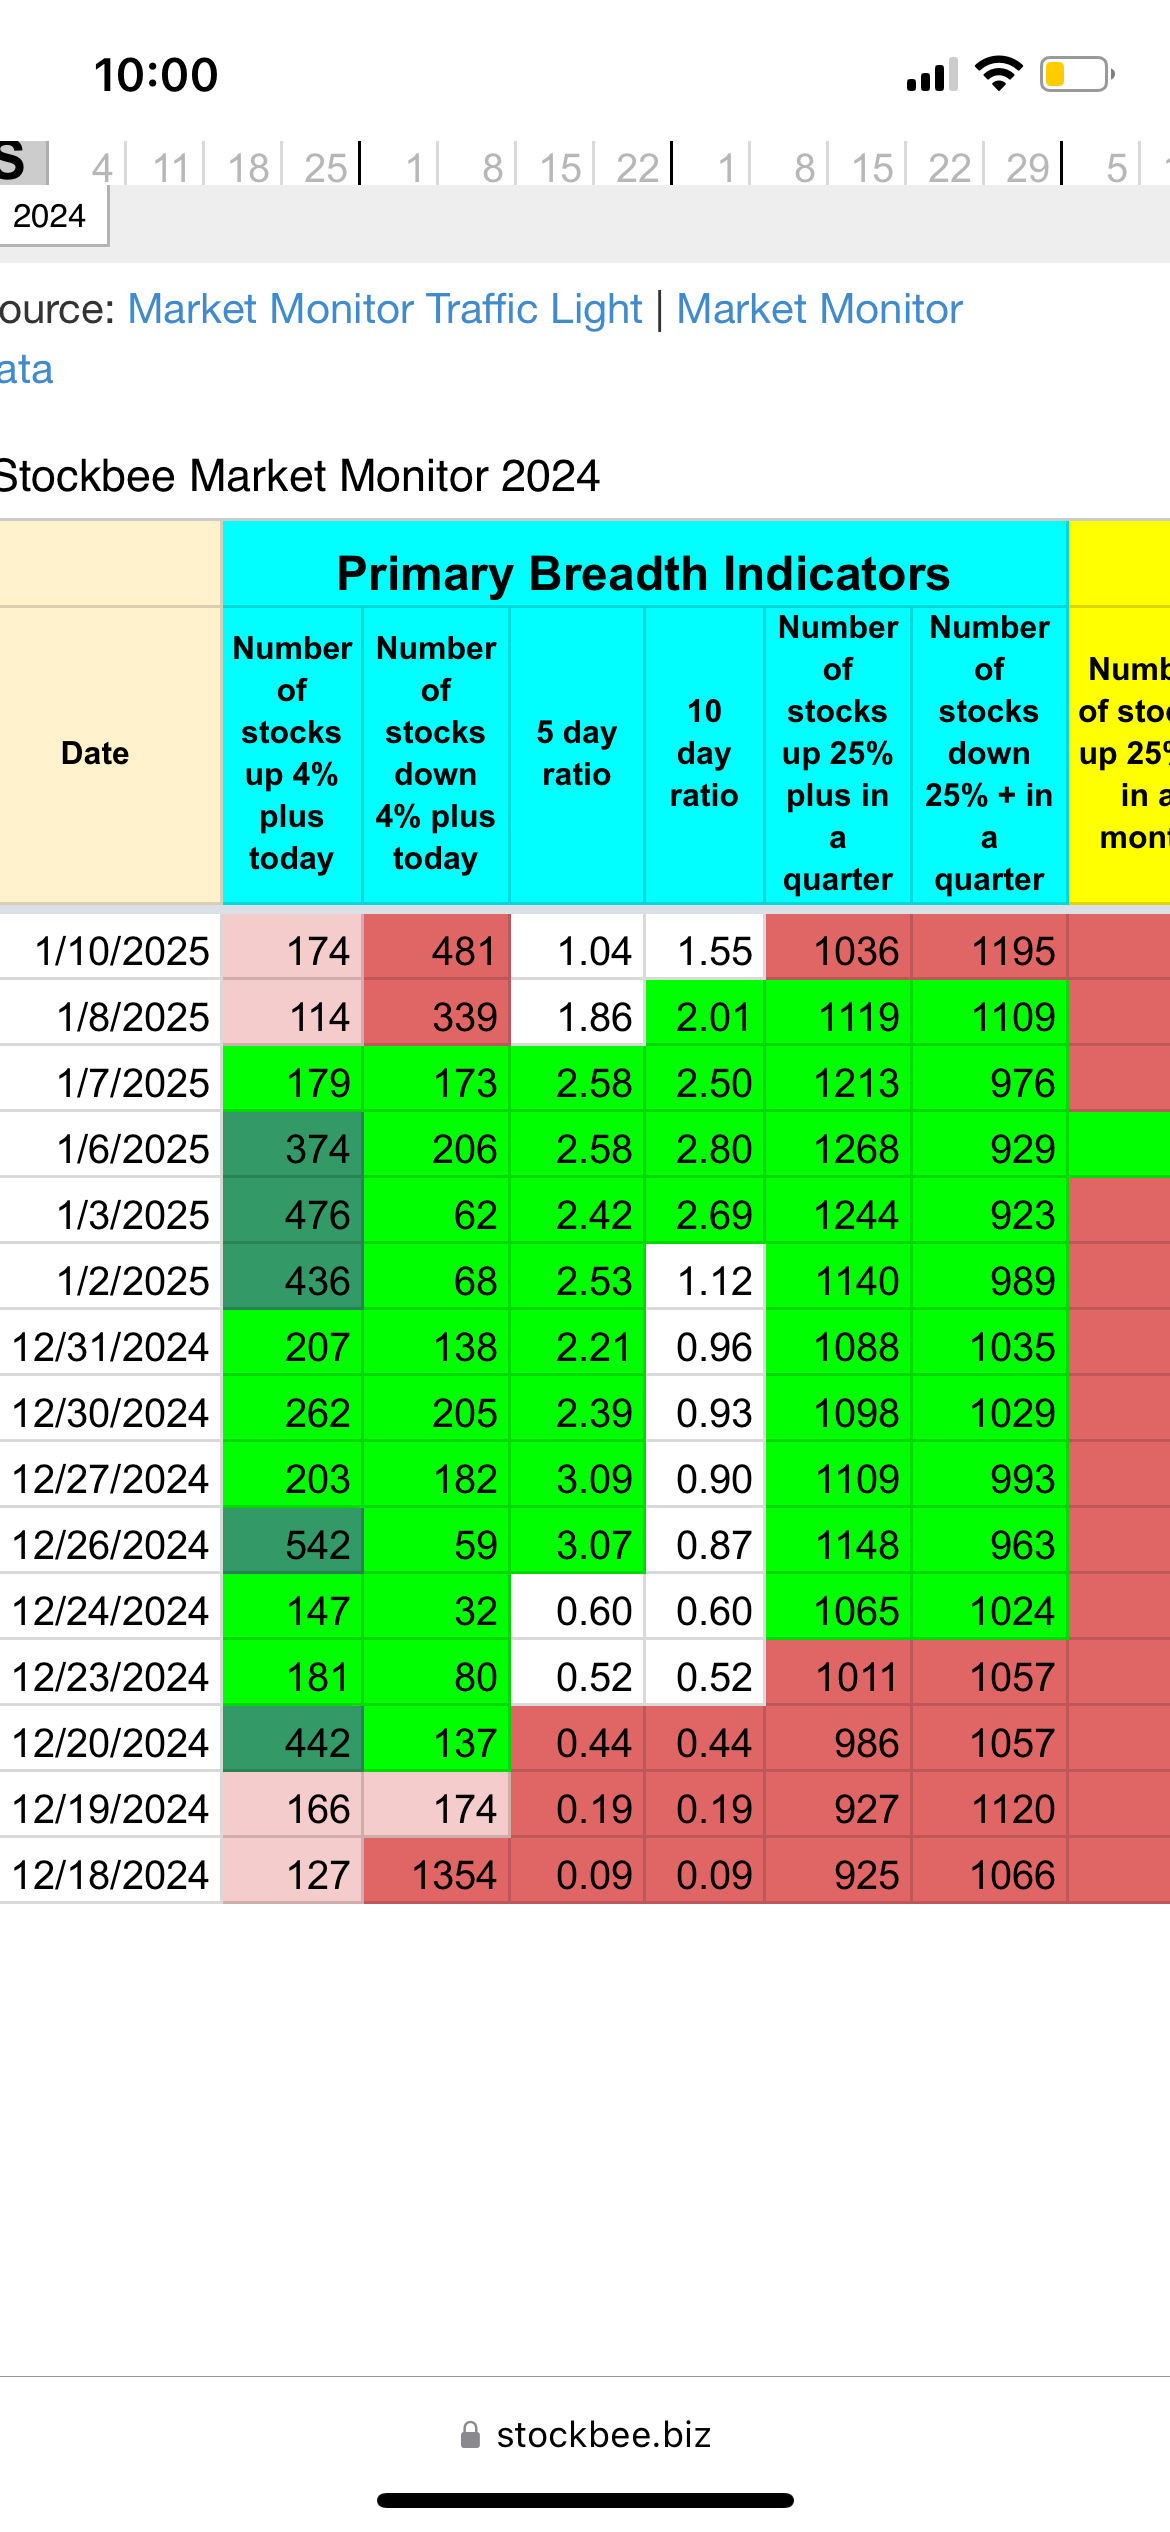 10:00
S 4 11 18 25 1 8 15 22 1 8 15 22 29 5
2024
ource: Market Monitor Traffic Light | Market Monitor
ata
Stockbee Market Monitor 2024
Primary Breadth Indicators
Date
Number
of
stocks
up 4%
plus
today
Number
of
stocks
down
4% plus
today
5 day
ratio
10
day
ratio
Number
of
stocks
up 25%
plus in
a
quarter
Number
of
stocks
down
25% + in
a
quarter
Numb
of stoc
up 25%
in a
mont
1/10/2025 174 481 1.04 1.55 1036 1195
1/8/2025 114 339 1.86 2.01 1119 1109
1/7/2025 179 173 2.58 2.50 1213 976
1/6/2025 374 206 2.58 2.80 1268 929
1/3/2025 476 62 2.42 2.69 1244 923
1/2/2025 436 68 2.53 1.12 1140 989
12/31/2024 207 138 2.21 0.96 1088 1035
12/30/2024 262 205 2.39 0.93 1098 1029
12/27/2024 203 182 3.09 0.90 1109 993
12/26/2024 542 59 3.07 0.87 1148 963
12/24/2024 147 32 0.60 0.60 1065 1024
12/23/2024 181 80 0.52 0.52 1011 1057
12/20/2024 442 137 0.44 0.44 986 1057
12/19/2024 166 174 0.19 0.19 927 1120
12/18/2024 127 1354 0.09 0.09 925 1066
stockbee.biz